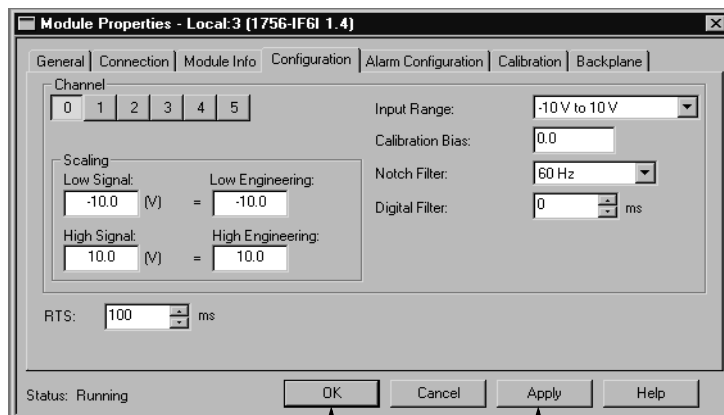 Module Properties - Local:3 (1756-IF6I 1.4)
General Connection Module Info Configuration Alarm Configuration Calibration Backplane
Channel
0 1 2 3 4 5
Input Range: -10 V to 10 V
Calibration Bias: 0.0
Notch Filter: 60 Hz
Digital Filter: 0 ms
Scaling
Low Signal: Low Engineering:
-10.0 (V) = -10.0
High Signal: High Engineering:
10.0 (V) = 10.0
RTS: 100 ms
Status: Running OK Cancel Apply Help